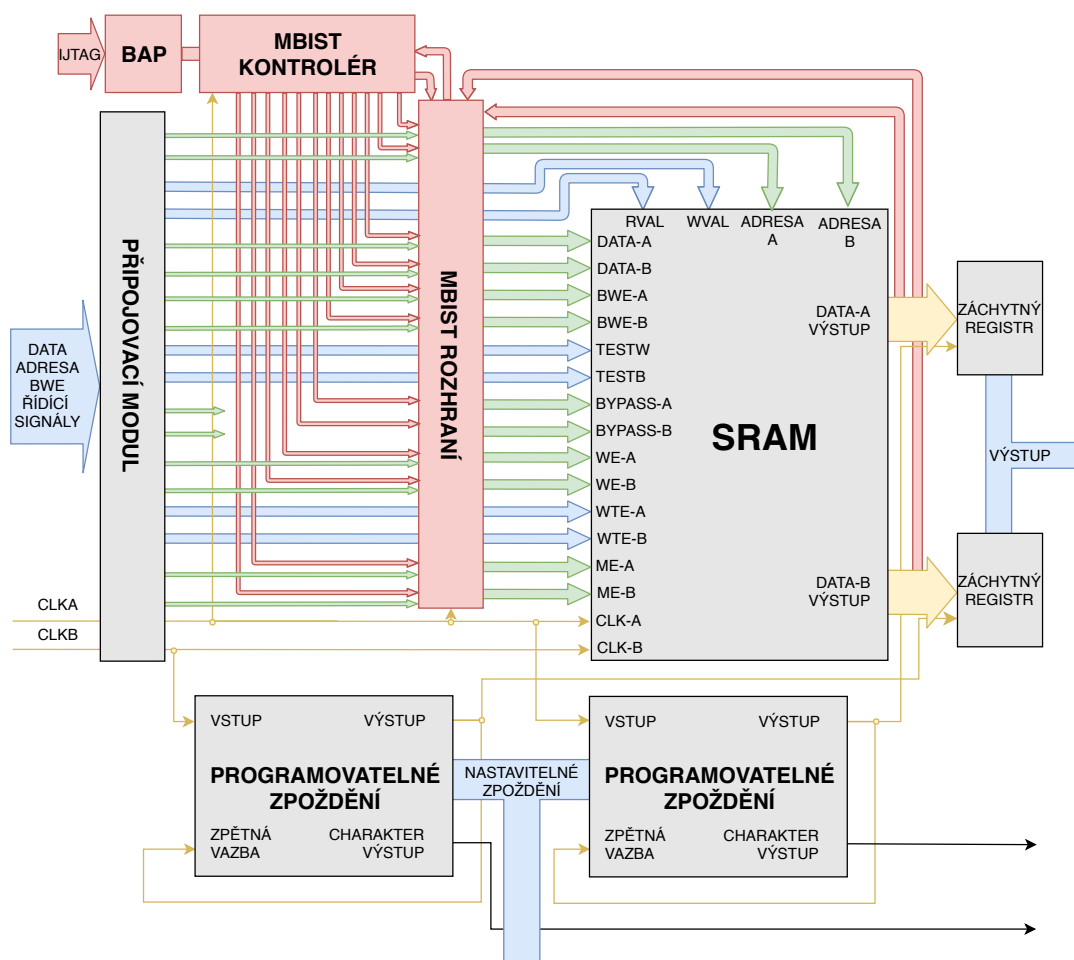 IJTAG
BAP
MBIST
KONTROLÉR
PŘIPOJOVACÍ MODUL
MBIST ROZHRANÍ
DATA
ADRESA
BWE
ŘÍDÍCÍ
SIGNÁLY
RVAL
WVAL
ADRESA
A
ADRESA
B
DATA-A
DATA-B
BWE-A
BWE-B
TESTW
TESTB
BYPASS-A
BYPASS-B
WE-A
WE-B
WTE-A
WTE-B
ME-A
ME-B
CLK-A
CLK-B
SRAM
DATA-A
VÝSTUP
DATA-B
VÝSTUP
ZÁCHYTNÝ
REGISTR
VÝSTUP
ZÁCHYTNÝ
REGISTR
CLKA
CLKB
VSTUP
VÝSTUP
PROGRAMOVATELNÉ
ZPOŽDĚNÍ
ZPĚTNÁ
VAZBA
CHARAKTER
VÝSTUP
NASTAVITELNÉ
ZPOŽDĚNÍ
VSTUP
VÝSTUP
PROGRAMOVATELNÉ
ZPOŽDĚNÍ
ZPĚTNÁ
VAZBA
CHARAKTER
VÝSTUP